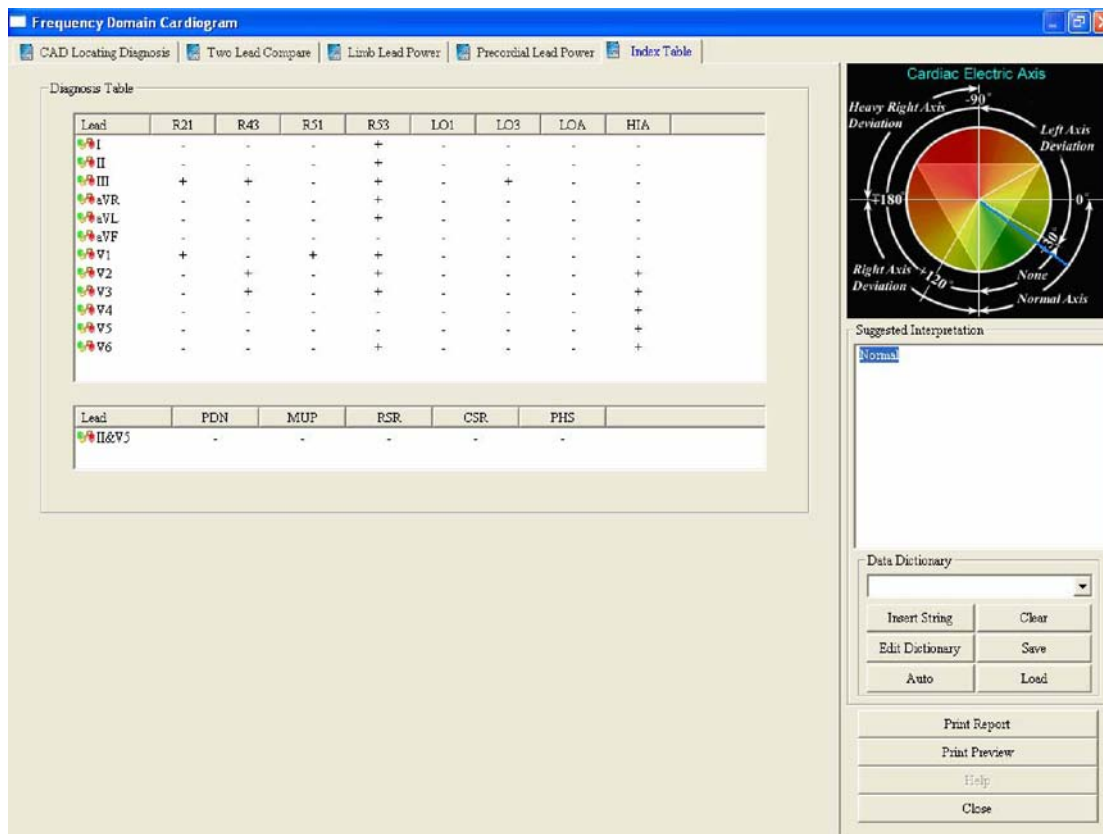 Frequency Domain Cardiogram
CAD Locating Diagnosis Two Lead Compare Limb Lead Power Precordial Lead Power Index Table
Diagnosis Table
Lead R21 R43 R51 R53 LO1 LO3 LOA HIA
I - - - + - - - -
II - - - + - - - -
III + + - + - + - -
aVR - - - + - - - -
aVL - - - + - - - -
aVF - - - - - - - -
V1 + - + + - - - -
V2 - + - + - - - +
V3 - + - + - - - +
V4 - - - - - - - +
V5 - - - - - - - +
V6 - - - + - - - +
Lead PDN MUP RSR CSR PHS
II&V5 - - - - -
Cardiac Electric Axis
-90°
Heavy Right Axis
Deviation
Left Axis
Deviation
∓180°
0°
+30°
Right Axis
Deviation
+120°
None
Normal Axis
Suggested Interpretation
Normal
Data Dictionary
Insert String Clear
Edit Dictionary Save
Auto Load
Print Report
Print Preview
Help
Close